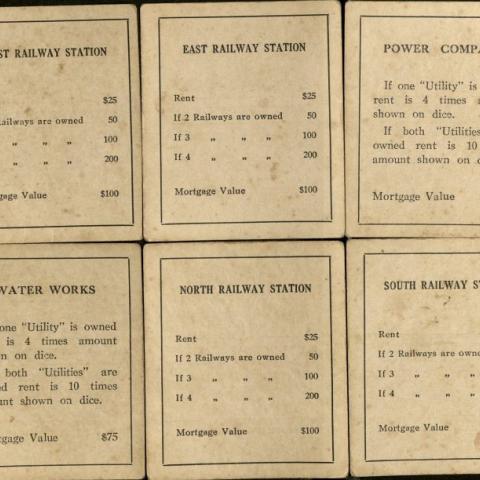 ST RAILWAY STATION
$25
ailways are owned 50
„ „ „ 100
„ „ „ 200
gage Value $100
EAST RAILWAY STATION
Rent $25
If 2 Railways are owned 50
If 3 „ „ „ 100
If 4 „ „ „ 200
Mortgage Value $100
POWER COMPA
If one "Utility" is
rent is 4 times
shown on dice.
If both "Utilities
owned rent is 10
amount shown on
Mortgage Value
WATER WORKS
one "Utility" is owned
is 4 times amount
n on dice.
both "Utilities" are
ed rent is 10 times
unt shown on dice.
gage Value $75
NORTH RAILWAY STATION
Rent $25
If 2 Railways are owned 50
If 3 „ „ „ 100
If 4 „ „ „ 200
Mortgage Value $100
SOUTH RAILWAY S
Rent
If 2 Railways are owne
If 3 „ „
If 4 „ „
Mortgage Value